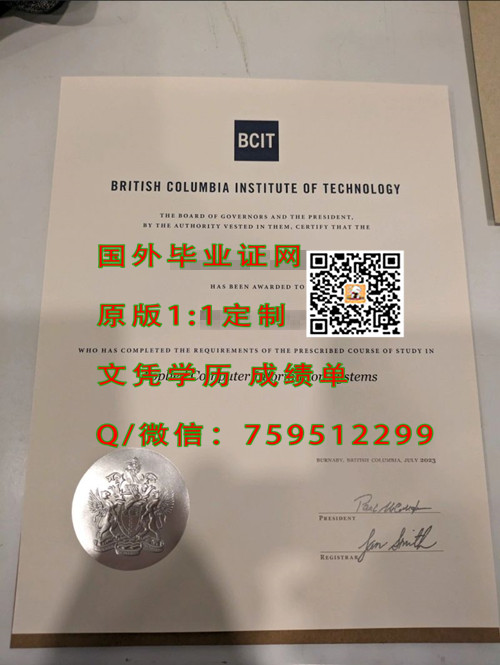 BCIT
BRITISH COLUMBIA INSTITUTE OF TECHNOLOGY
THE BOARD OF GOVERNORS AND THE PRESIDENT,
BY THE AUTHORITY VESTED IN THEM, CERTIFY THAT THE
国外毕业证网
HAS BEEN AWARDED TO
原版1:1定制
WHO HAS COMPLETED THE REQUIREMENTS OF THE PRESCRIBED COURSE OF STUDY IN
Computer Systems
文凭学历 成绩单
Q/微信：759512299
BURNABY, BRITISH COLUMBIA, JULY 2023
PRESIDENT
Jan Smith
REGISTRAR